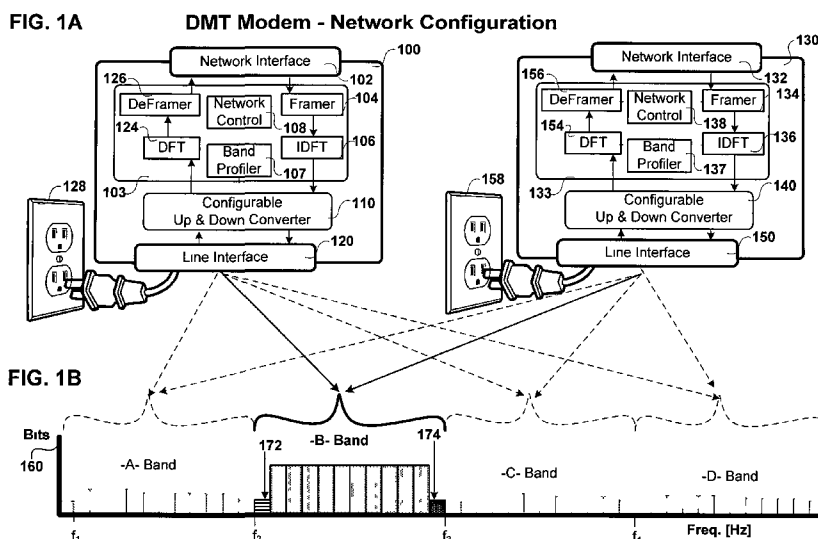 FIG. 1A DMT Modem - Network Configuration
100
130
Network Interface
102
126
DeFramer
Network Control
108
Framer
104
124
DFT
IDFT
106
Band Profiler
107
103
128
Configurable Up & Down Converter
110
Line Interface
120
Network Interface
132
156
DeFramer
Network Control
138
Framer
134
154
DFT
IDFT
136
Band Profiler
137
133
158
Configurable Up & Down Converter
140
Line Interface
150
FIG. 1B
Bits
160
-A- Band
172
-B- Band
174
-C- Band
-D- Band
f1
f2
f3
f4
Freq. [Hz]